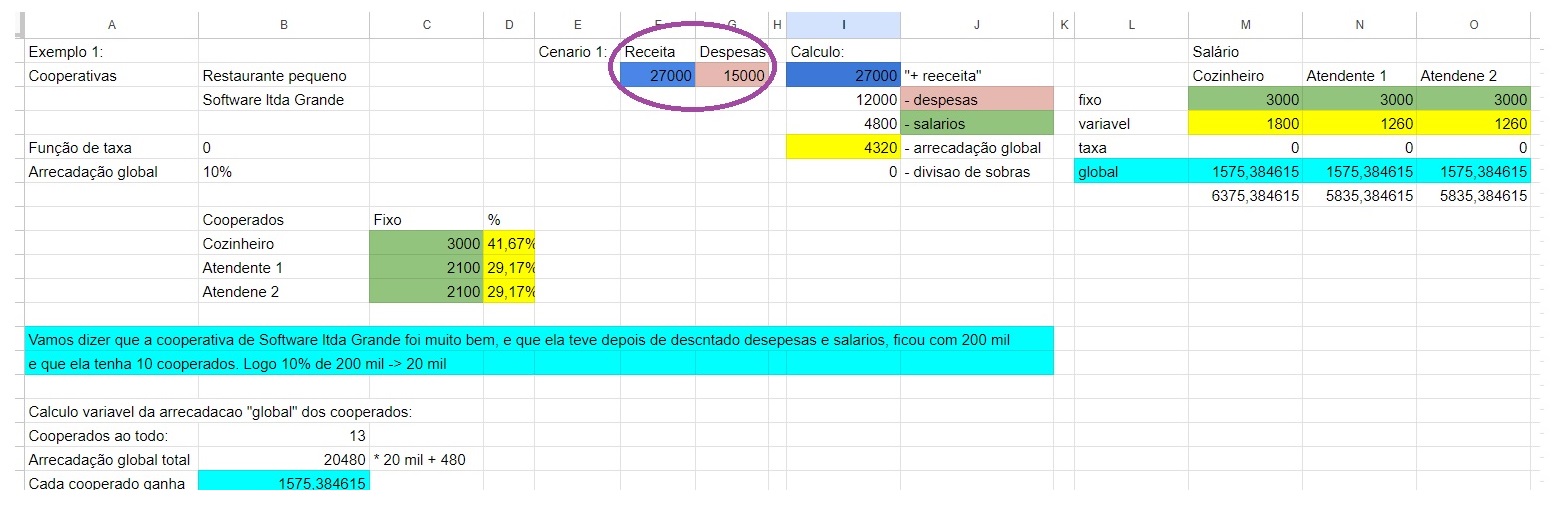 A B C D E F G H I J K L M N O
Exemplo 1: Cenario 1: Receita Despesas Calculo: Salário
Cooperativas Restaurante pequeno 27000 15000 27000 "+ reeceita" Cozinheiro Atendente 1 Atendene 2
Software ltda Grande 12000 - despesas fixo 3000 3000 3000
4800 - salarios variavel 1800 1260 1260
Função de taxa 0 4320 - arrecadação global taxa 0 0 0
Arrecadação global 10% 0 - divisao de sobras global 1575,384615 1575,384615 1575,384615
6375,384615 5835,384615 5835,384615
Cooperados Fixo %
Cozinheiro 3000 41,67%
Atendente 1 2100 29,17%
Atendene 2 2100 29,17%
Vamos dizer que a cooperativa de Software ltda Grande foi muito bem, e que ela teve depois de descntado desepesas e salarios, ficou com 200 mil
e que ela tenha 10 cooperados. Logo 10% de 200 mil -> 20 mil
Calculo variavel da arrecadacao "global" dos cooperados:
Cooperados ao todo: 13
Arrecadação global total 20480 * 20 mil + 480
Cada cooperado ganha 1575,384615